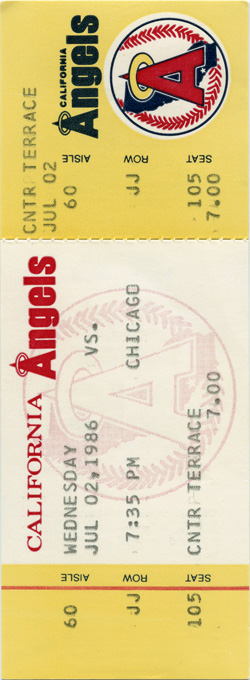 CALIFORNIA
Angels
CNTR TERRACE
JUL 02
AISLE ROW SEAT
60 JJ 105
7.00
CALIFORNIA Angels
WEDNESDAY
JUL 02,1986 VS.
7:35 PM CHICAGO
CNTR TERRACE 7.00
AISLE ROW SEAT
60 JJ 105